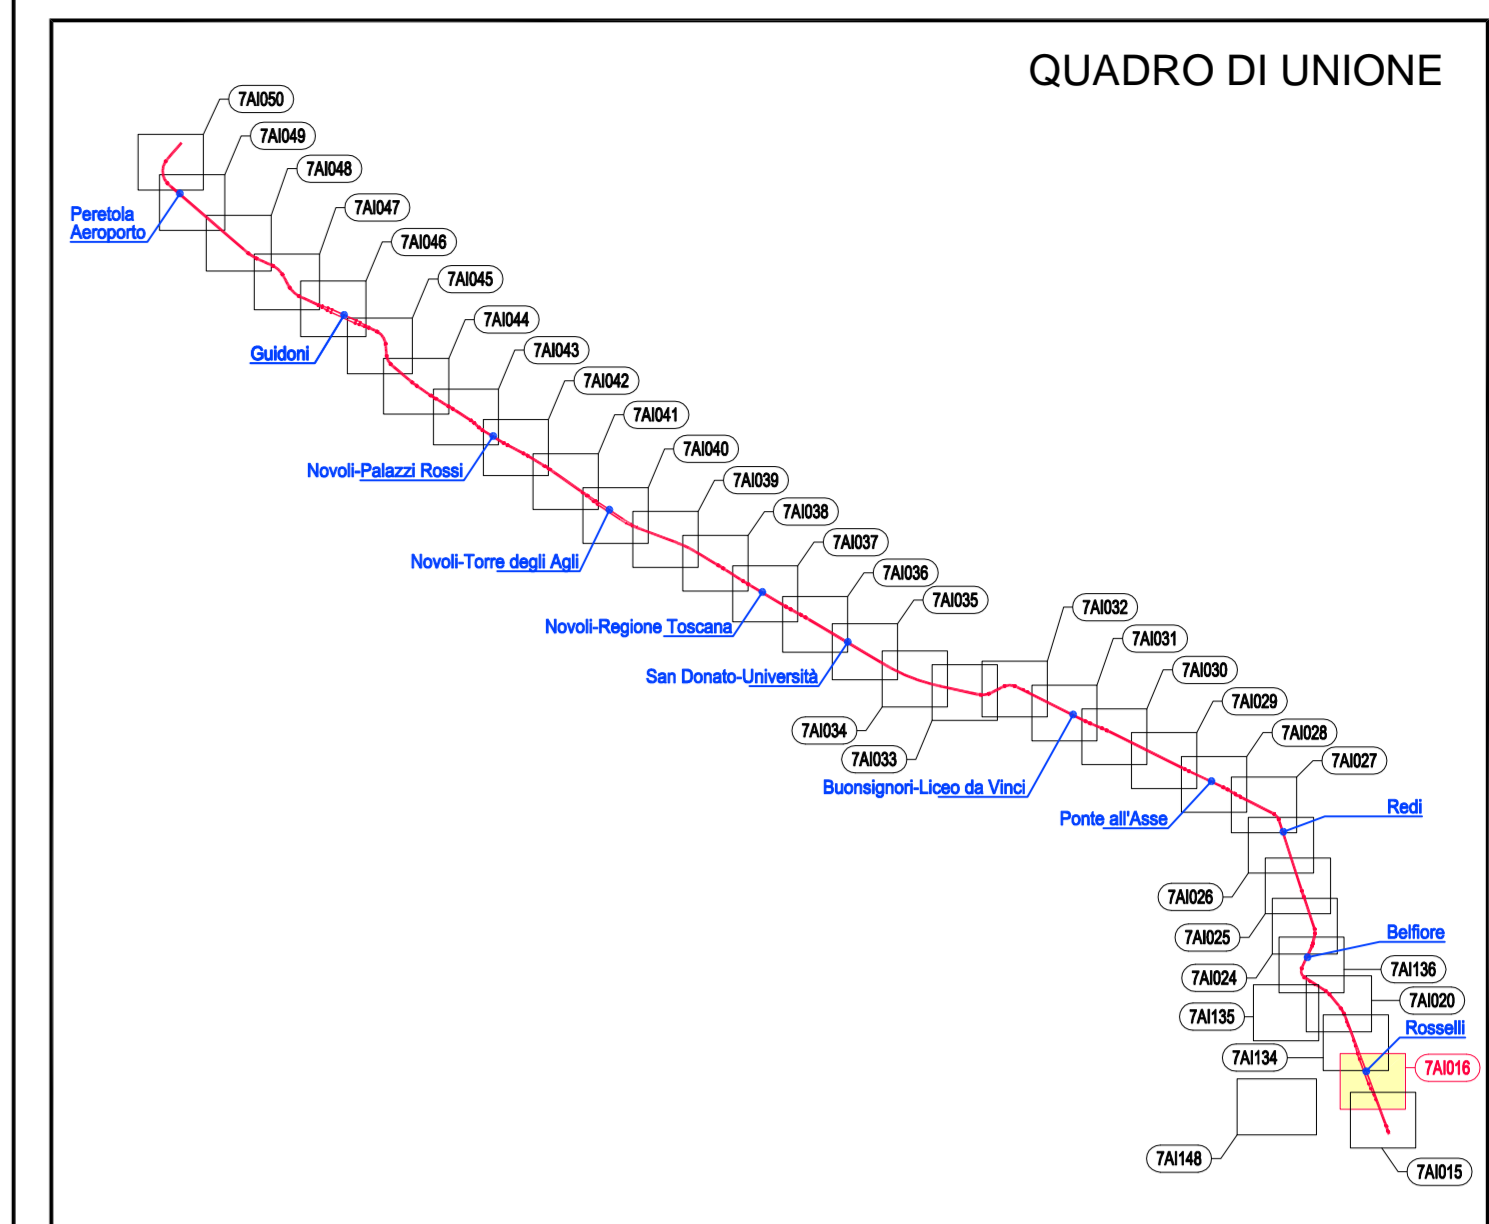 QUADRO DI UNIONE
7AI050
7AI049
7AI048
7AI047
Peretola
Aeroporto
7AI046
7AI045
7AI044
Guidoni
7AI043
7AI042
7AI041
7AI040
Novoli-Palazzi Rossi
7AI039
7AI038
7AI037
Novoli-Torre degli Agli
7AI036
7AI035
7AI032
Novoli-Regione Toscana
7AI031
7AI030
San Donato-Università
7AI029
7AI034
7AI028
7AI033
7AI027
Buonsignori-Liceo da Vinci
Redi
Ponte all'Asse
7AI026
Belfiore
7AI025
7AI136
7AI024
7AI020
7AI135
Rosselli
7AI134
7AI016
7AI148
7AI015